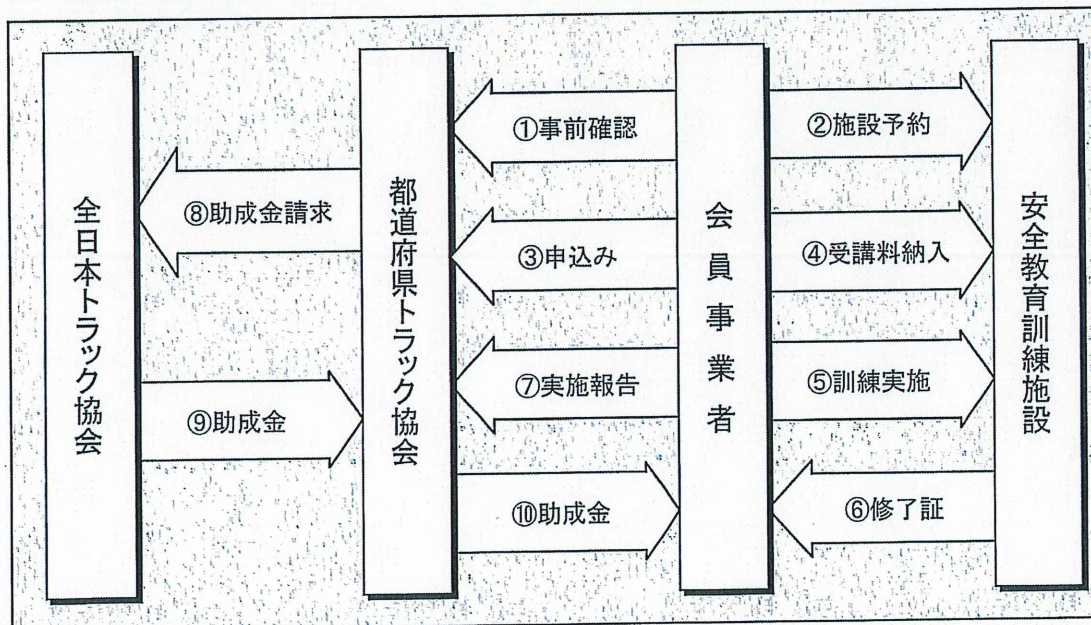 全日本トラック協会
都道府県トラック協会
会員事業者
安全教育訓練施設
①事前確認
②施設予約
③申込み
④受講料納入
⑤訓練実施
⑥修了証
⑦実施報告
⑧助成金請求
⑨助成金
⑩助成金